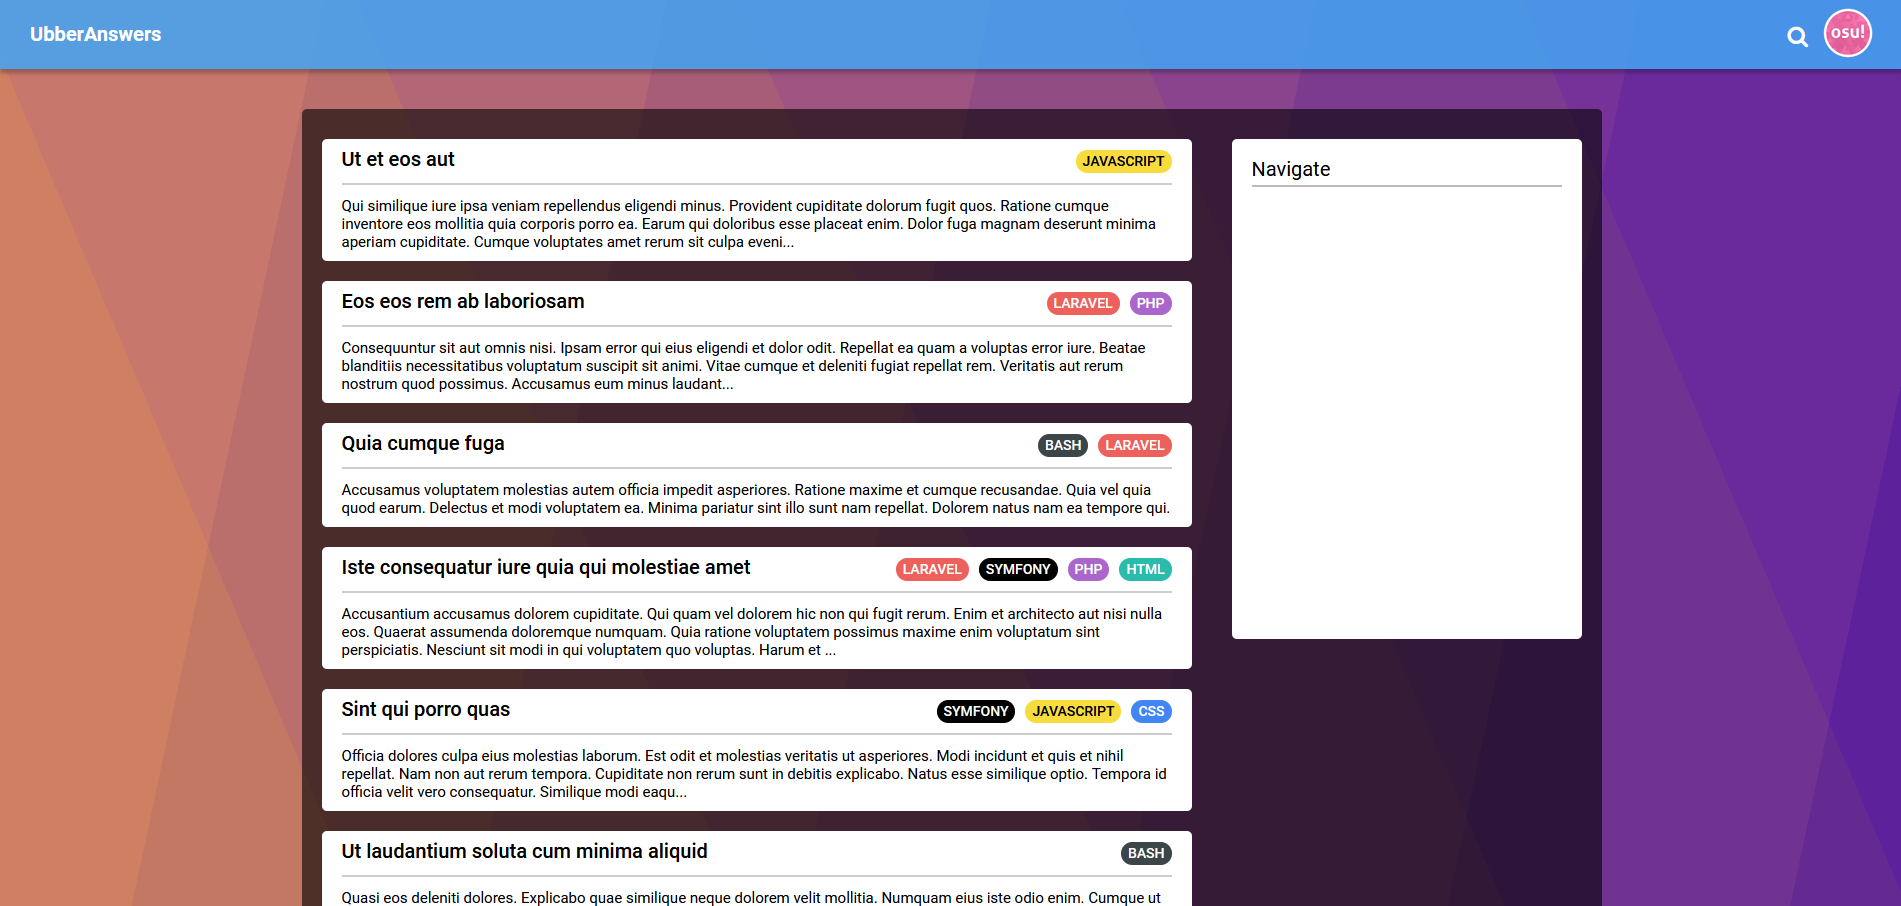 UbberAnswers
osu!
Ut et eos aut
JAVASCRIPT
Qui similique iure ipsa veniam repellendus eligendi minus. Provident cupiditate dolorum fugit quos. Ratione cumque
inventore eos mollitia quia corporis porro ea. Earum qui doloribus esse placeat enim. Dolor fuga magnam deserunt minima
aperiam cupiditate. Cumque voluptates amet rerum sit culpa eveni...
Eos eos rem ab laboriosam
LARAVEL PHP
Consequuntur sit aut omnis nisi. Ipsam error qui eius eligendi et dolor odit. Repellat ea quam a voluptas error iure. Beatae
blanditiis necessitatibus voluptatum suscipit sit animi. Vitae cumque et deleniti fugiat repellat rem. Veritatis aut rerum
nostrum quod possimus. Accusamus eum minus laudant...
Quia cumque fuga
BASH LARAVEL
Accusamus voluptatem molestias autem officia impedit asperiores. Ratione maxime et cumque recusandae. Quia vel quia
quod earum. Delectus et modi voluptatem ea. Minima pariatur sint illo sunt nam repellat. Dolorem natus nam ea tempore qui.
Iste consequatur iure quia qui molestiae amet
LARAVEL SYMFONY PHP HTML
Accusantium accusamus dolorem cupiditate. Qui quam vel dolorem hic non qui fugit rerum. Enim et architecto aut nisi nulla
eos. Quaerat assumenda doloremque numquam. Quia ratione voluptatem possimus maxime enim voluptatum sint
perspiciatis. Nesciunt sit modi in qui voluptatem quo voluptas. Harum et ...
Sint qui porro quas
SYMFONY JAVASCRIPT CSS
Officia dolores culpa eius molestias laborum. Est odit et molestias veritatis ut asperiores. Modi incidunt et quis et nihil
repellat. Nam non aut rerum tempora. Cupiditate non rerum sunt in debitis explicabo. Natus esse similique optio. Tempora id
officia velit vero consequatur. Similique modi eaqu...
Ut laudantium soluta cum minima aliquid
BASH
Quasi eos deleniti dolores. Explicabo quae similique neque dolorem velit mollitia. Numquam eius iste odio enim. Cumque ut
Navigate